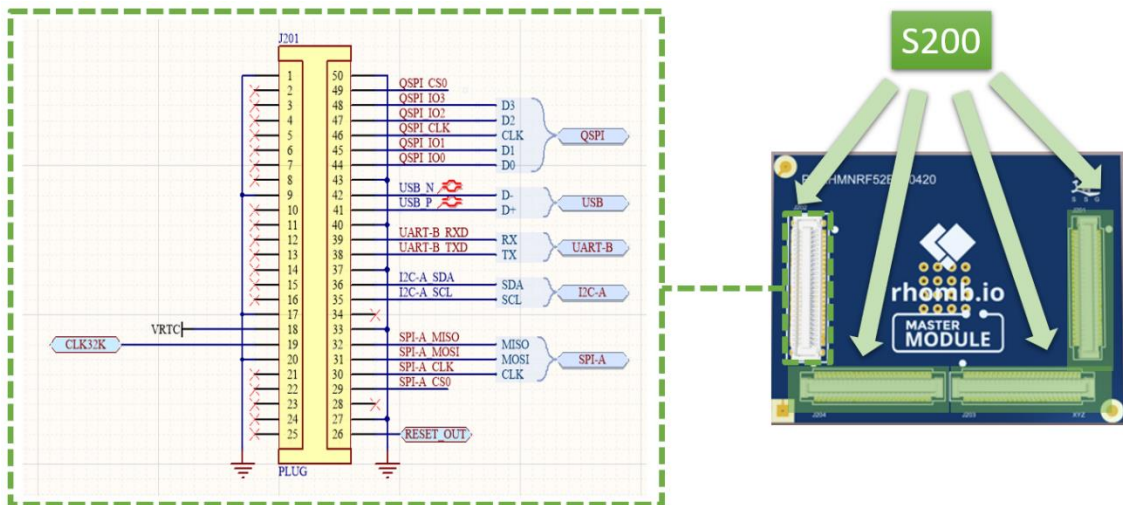 J201
1 50
2 49 QSPI_CS0
3 48 QSPI_IO3 D3
4 47 QSPI_IO2 D2
5 46 QSPI_CLK CLK QSPI
6 45 QSPI_IO1 D1
7 44 QSPI_IO0 D0
8 43
9 42 USB_N D-
USB
10 41 USB_P D+
11 40
12 39 UART-B_RXD RX
UART-B
13 38 UART-B_TXD TX
14 37
15 36 I2C-A_SDA SDA
I2C-A
16 35 I2C-A_SCL SCL
17 34
VRTC 18 33
CLK32K 19 32 SPI-A_MISO MISO
20 31 SPI-A_MOSI MOSI SPI-A
21 30 SPI-A_CLK CLK
22 29 SPI-A_CS0
23 28
24 27
25 26 RESET_OUT
PLUG
S200
J201
S S G
rhomb.io
MASTER
MODULE
J204 J203 XYZ